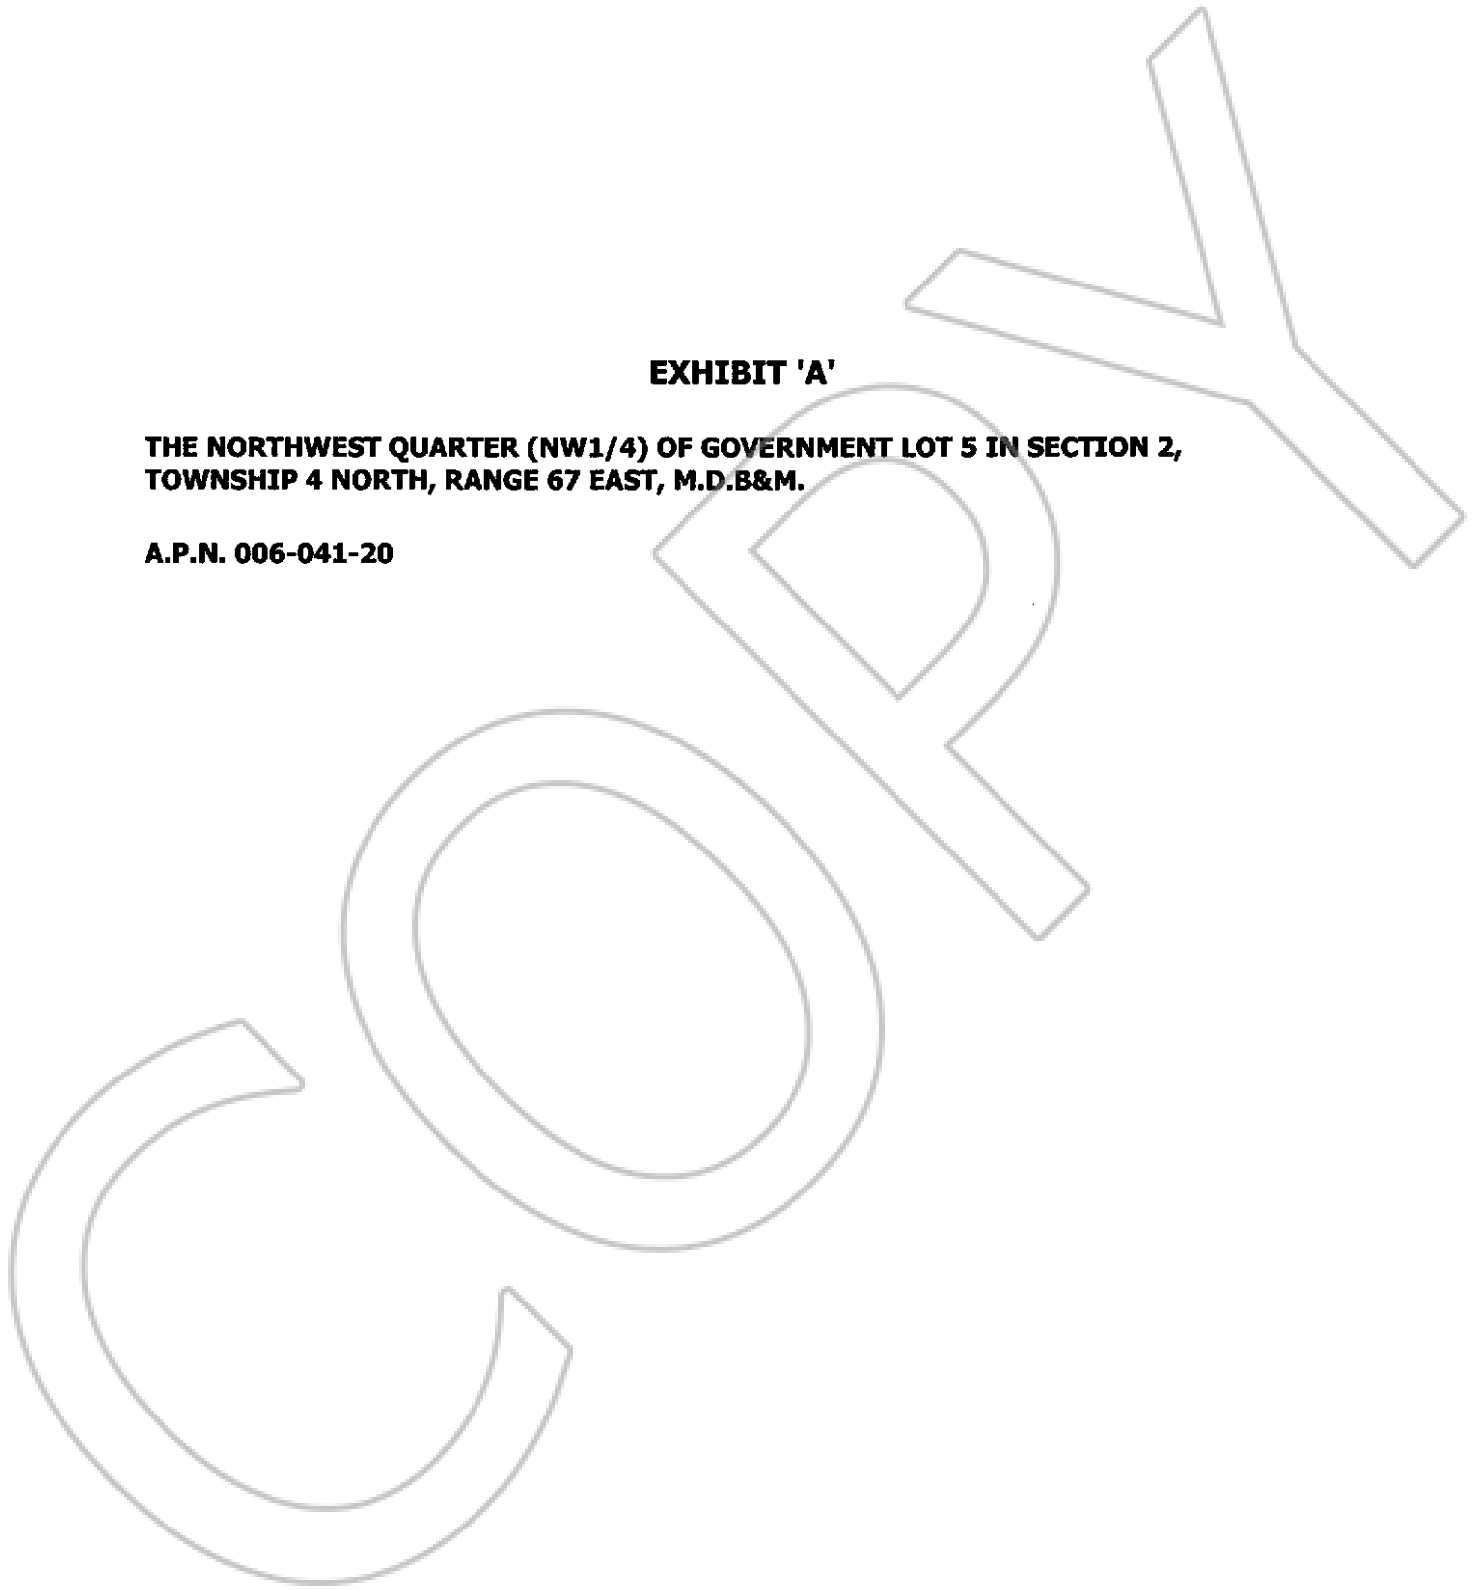 EXHIBIT 'A'
THE NORTHWEST QUARTER (NW1/4) OF GOVERNMENT LOT 5 IN SECTION 2,
TOWNSHIP 4 NORTH, RANGE 67 EAST, M.D.B&M.
A.P.N. 006-041-20
COPY